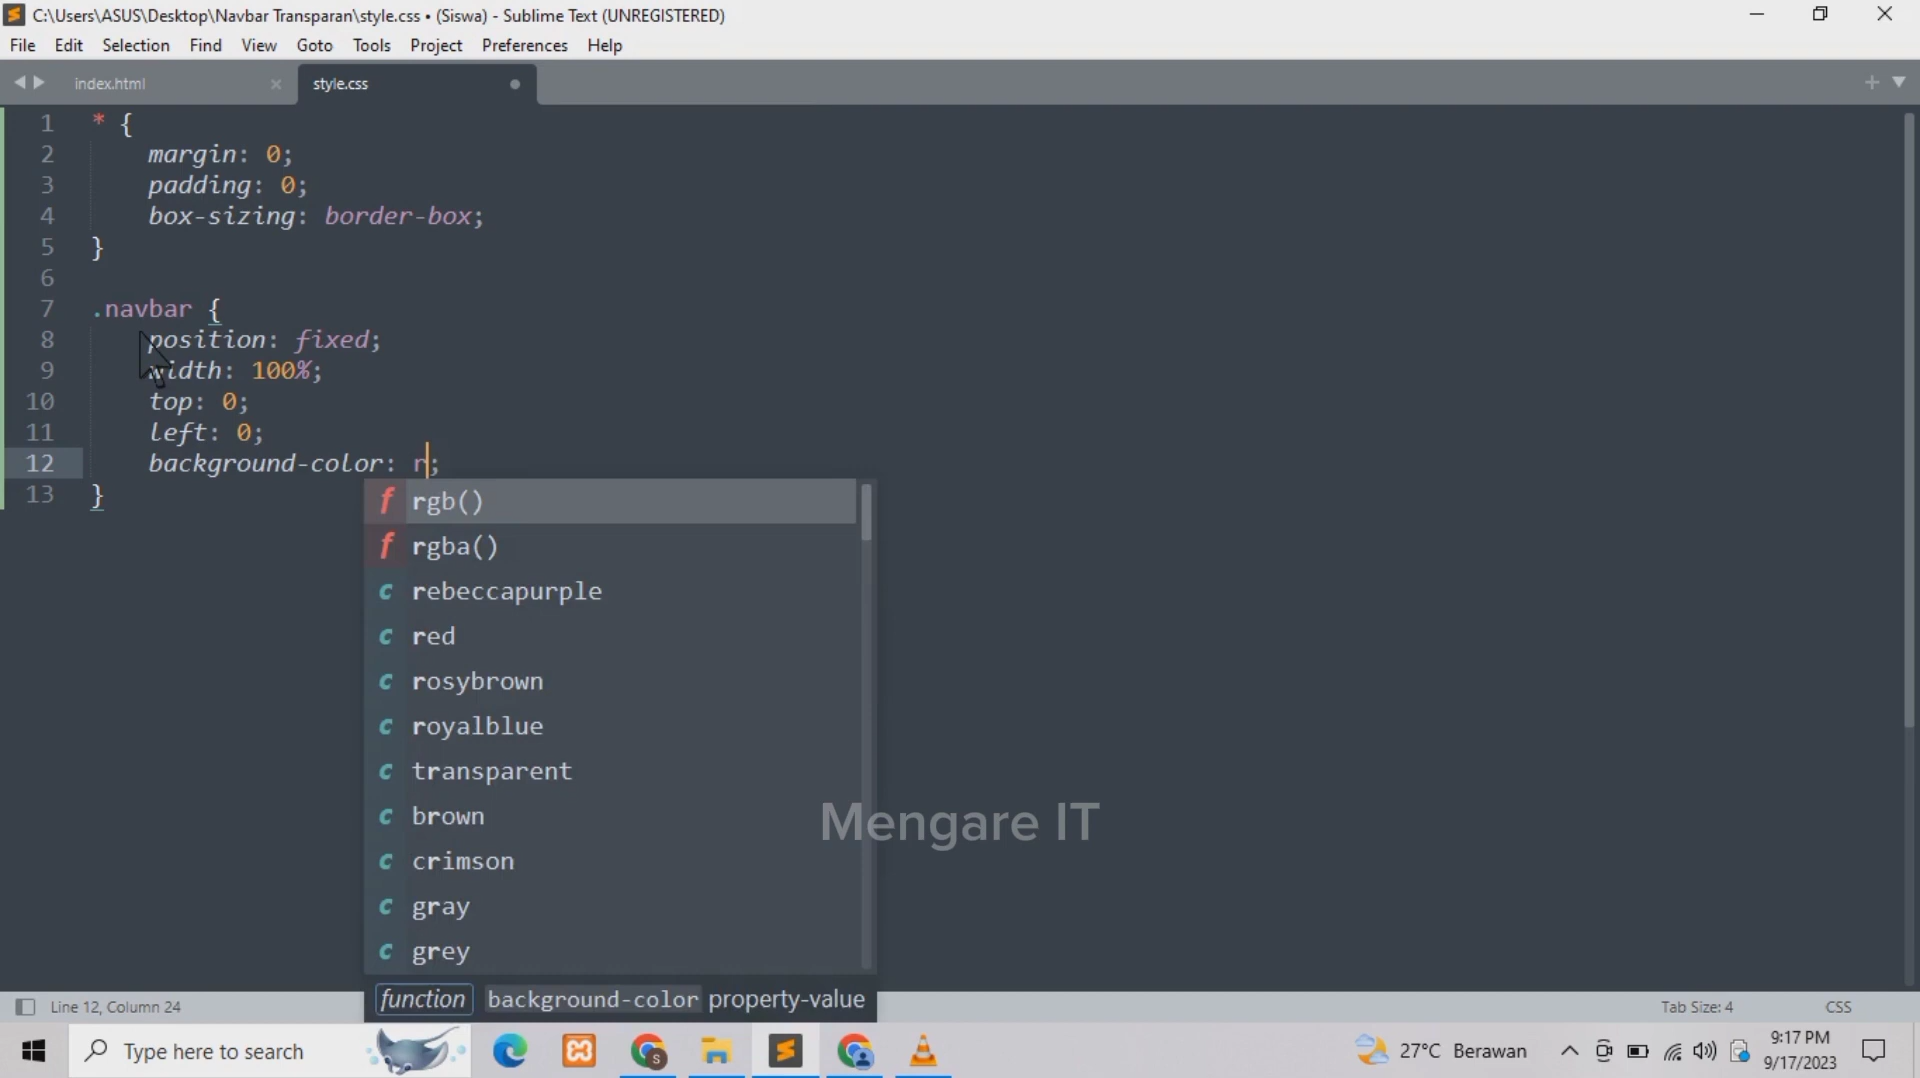 C:\Users\ASUS\Desktop\Navbar Transparan\style.css • (Siswa) - Sublime Text (UNREGISTERED)
File Edit Selection Find View Goto Tools Project Preferences Help
index.html style.css
1 * {
2 margin: 0;
3 padding: 0;
4 box-sizing: border-box;
5 }
6
7 .navbar {
8 position: fixed;
9 width: 100%;
10 top: 0;
11 left: 0;
12 background-color: r;
13 }
f rgb()
f rgba()
c rebeccapurple
c red
c rosybrown
c royalblue
c transparent
c brown
c crimson
c gray
c grey
function background-color property-value
Mengare IT
Line 12, Column 24 Tab Size: 4 CSS
Type here to search 27°C Berawan 9:17 PM
9/17/2023